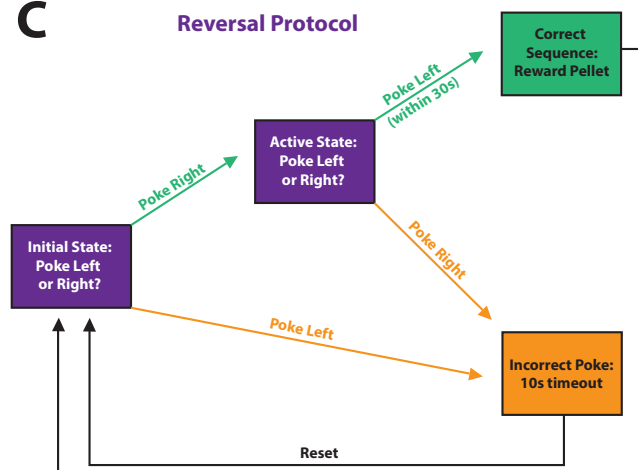 C
Reversal Protocol
Correct
Sequence:
Reward Pellet
Poke Left
(within 30s)
Active State:
Poke Left
or Right?
Poke Right
Initial State:
Poke Left
or Right?
Poke Right
Poke Left
Incorrect Poke:
10s timeout
Reset